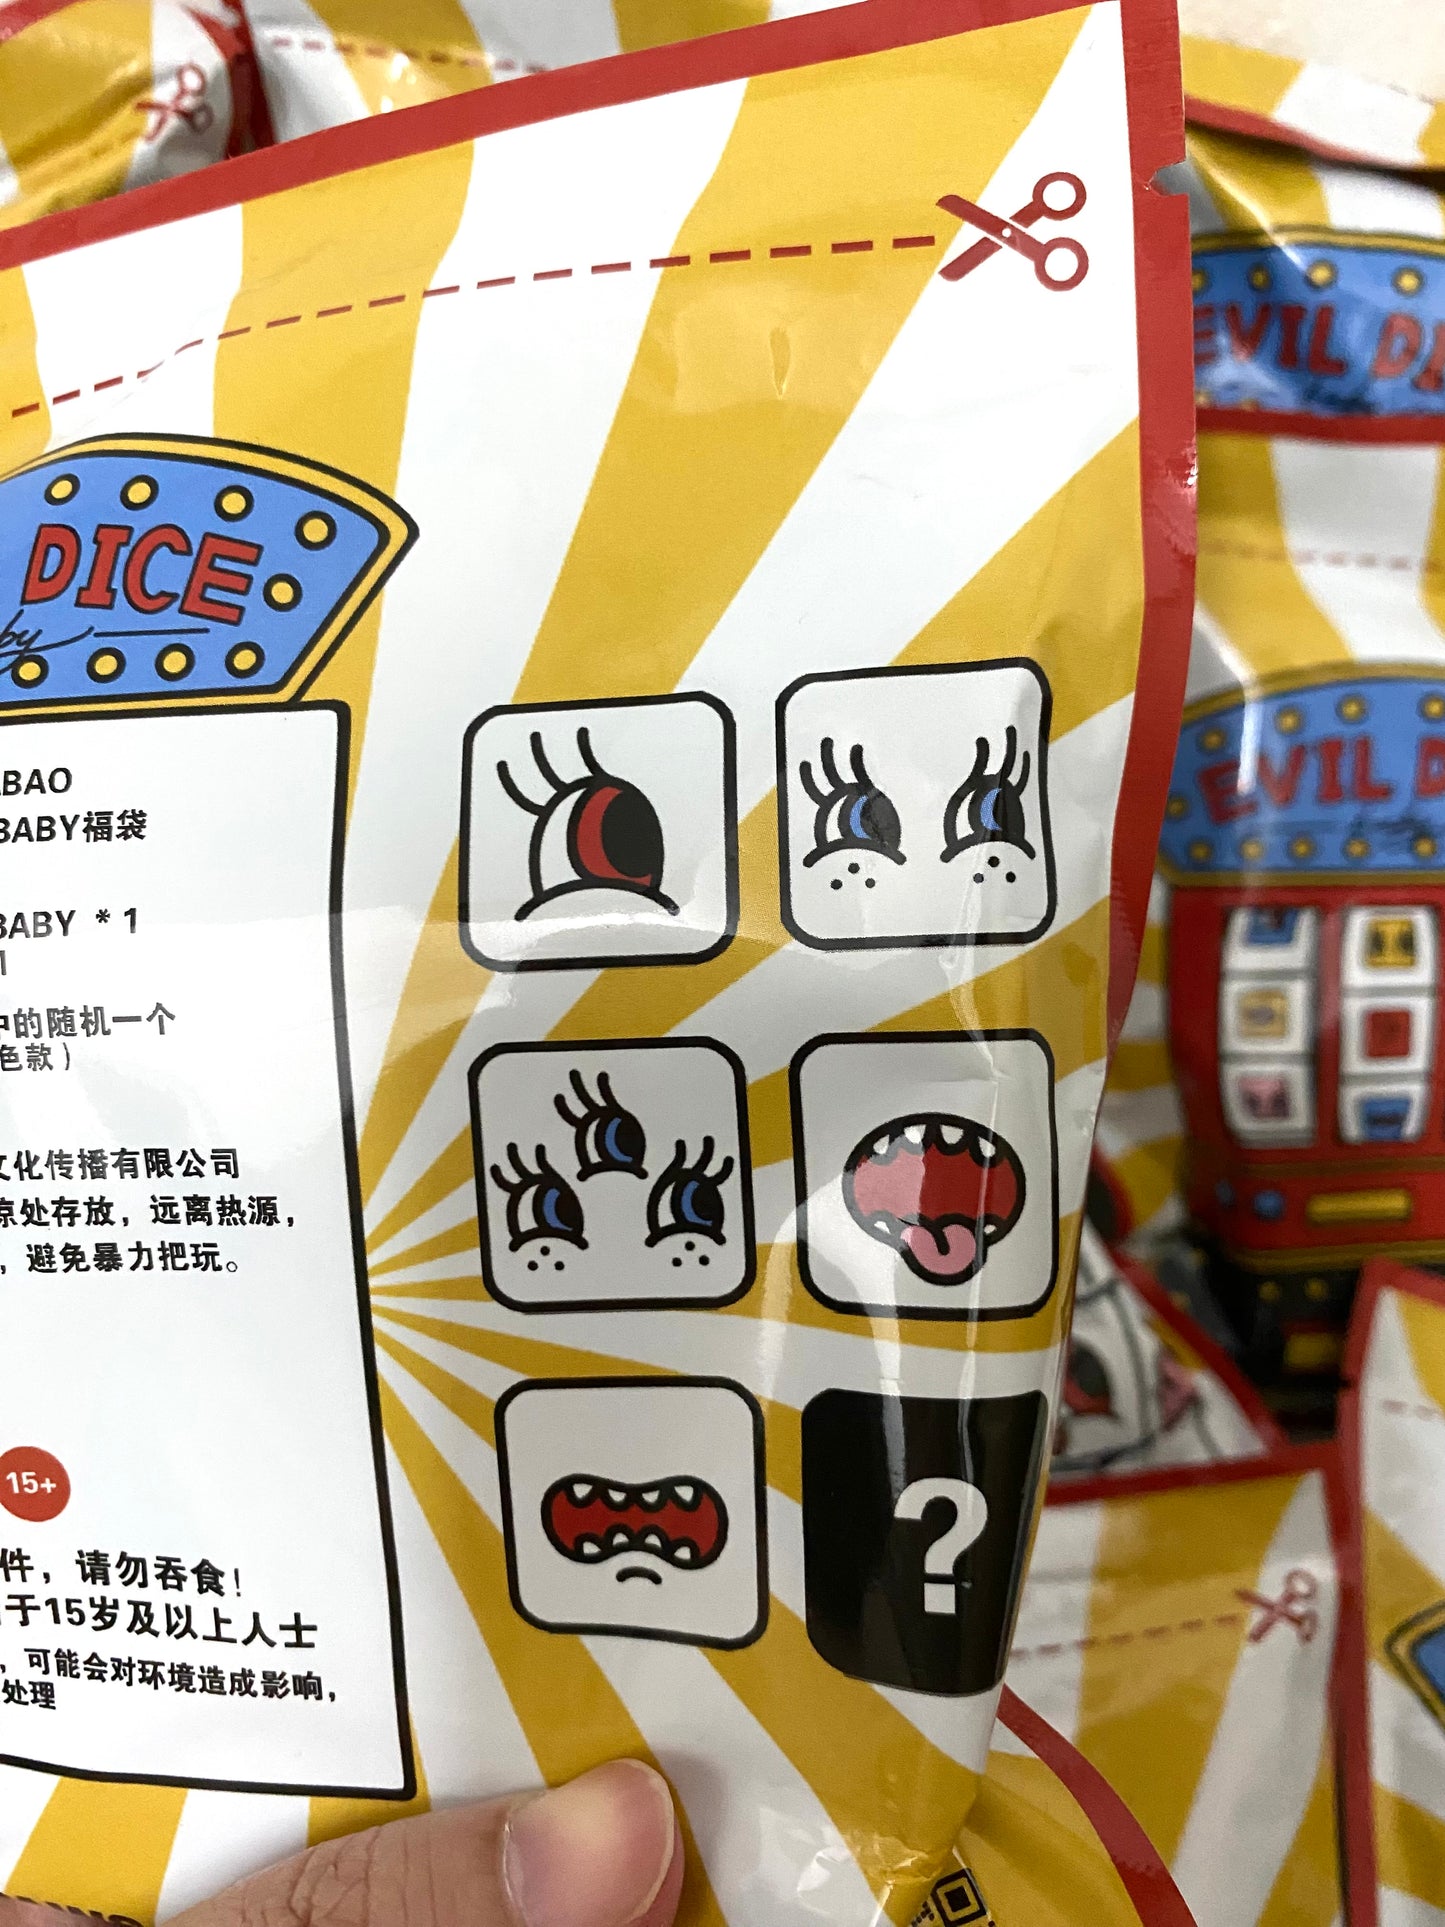 DICE
by
BAO
BABY福袋
BABY * 1
1
中的随机一个
色款）
文化传播有限公司
凉处存放，远离热源，
，避免暴力把玩。
15+
件，请勿吞食！
于15岁及以上人士
，可能会对环境造成影响，
处理
?
EVIL DI
EVIL D